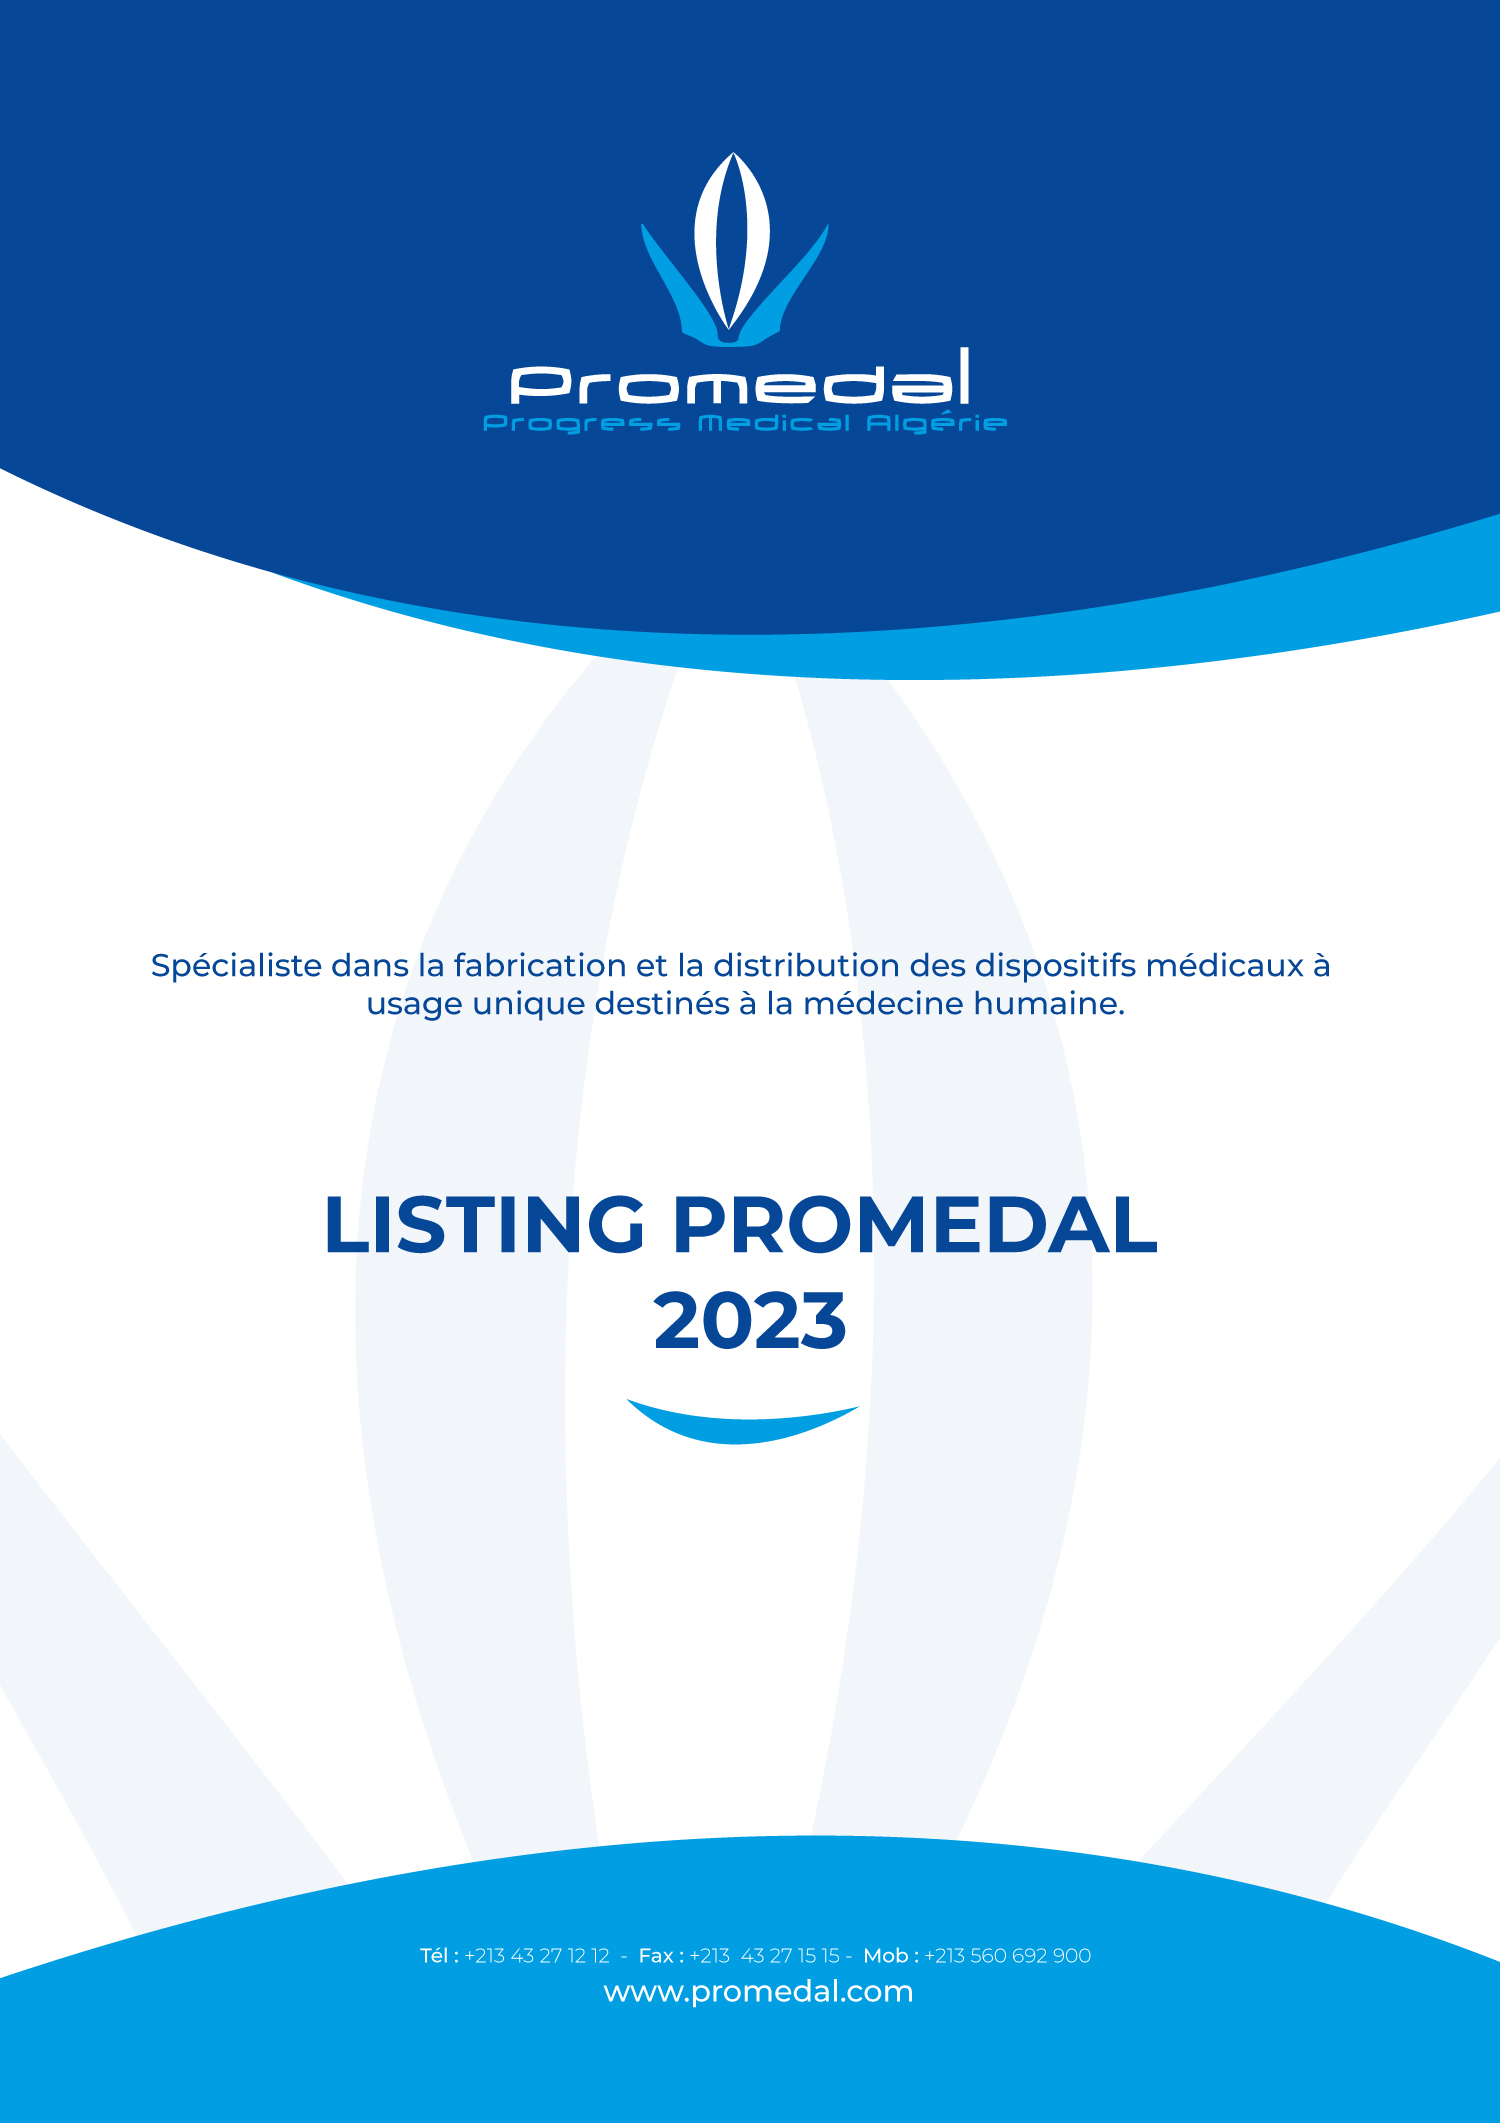 Promedal
Progress Medical Algérie
Spécialiste dans la fabrication et la distribution des dispositifs médicaux à
usage unique destinés à la médecine humaine.
LISTING PROMEDAL
2023
Tél : +213 43 27 12 12 - Fax : +213 43 27 15 15 - Mob : +213 560 692 900
www.promedal.com